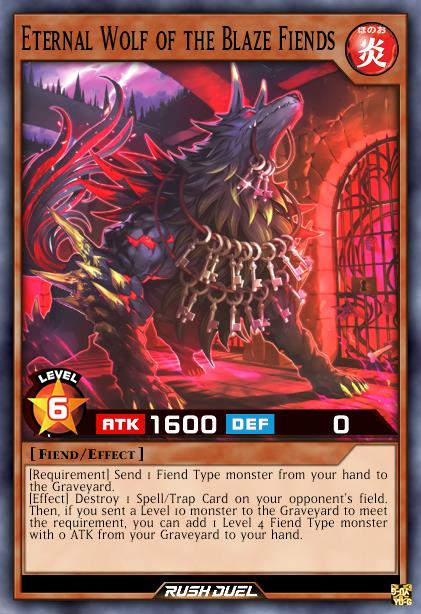 Eternal Wolf of the Blaze Fiends
ほのお
炎
LEVEL
6
ATK 1600 DEF 0
[Fiend/Effect]
[Requirement] Send 1 Fiend Type monster from your hand to
the Graveyard.
[Effect] Destroy 1 Spell/Trap Card on your opponent's field.
Then, if you sent a Level 10 monster to the Graveyard to meet
the requirement, you can add 1 Level 4 Fiend Type monster
with 0 ATK from your Graveyard to your hand.
RUSH DUEL